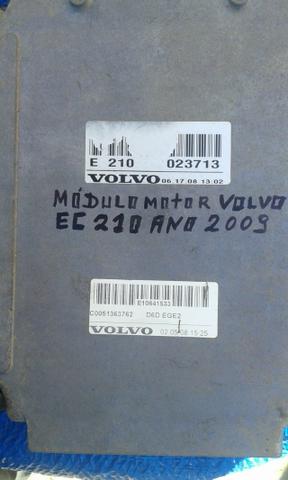 E 210 023713
VOLVO 06.17.08 13:02
MÓDULO MOTOR VOLVO
EC 210 ANO 2009
E10641533
C0051363762 D6D EGE2
VOLVO 02.05.08 15:25